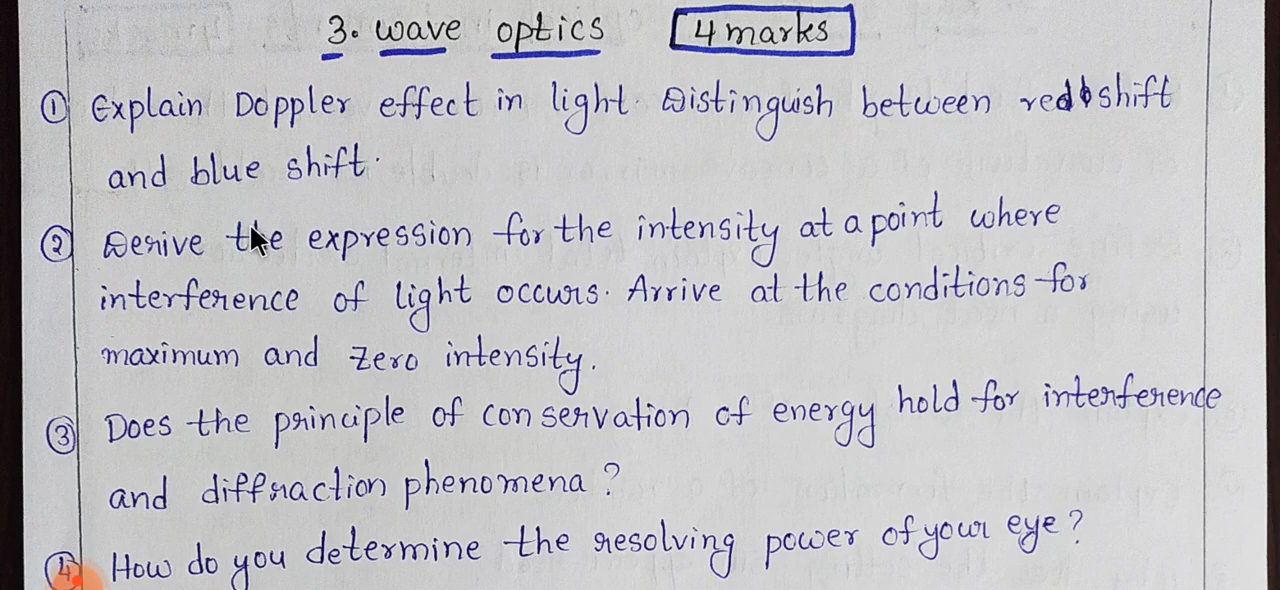 3. wave optics 4 marks
① Explain Doppler effect in light. Distinguish between red shift
and blue shift.
② Derive the expression for the intensity at a point where
interference of light occurs. Arrive at the conditions for
maximum and zero intensity.
③ Does the principle of conservation of energy hold for interference
and diffraction phenomena?
④ How do you determine the resolving power of your eye?